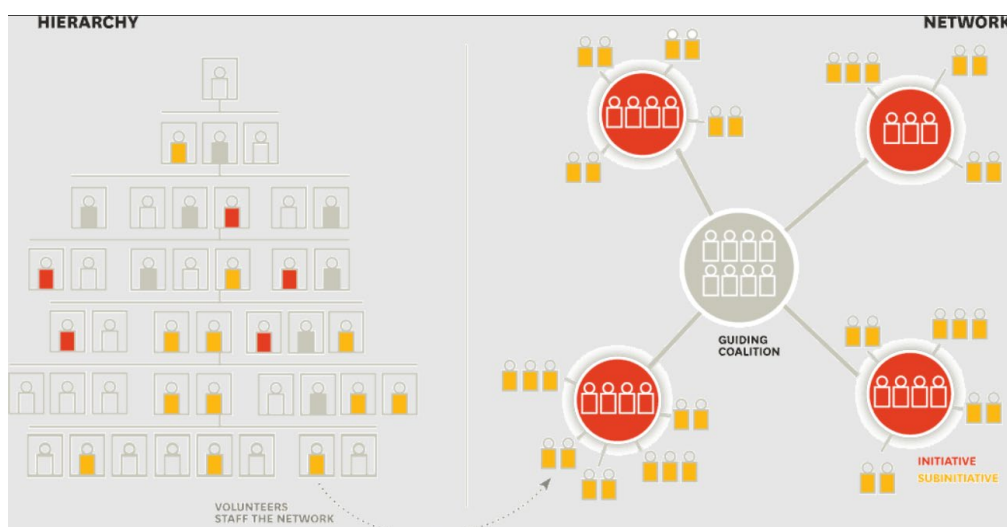 HIERARCHY
NETWORK
GUIDING
COALITION
INITIATIVE
SUBINITIATIVE
VOLUNTEERS
STAFF THE NETWORK